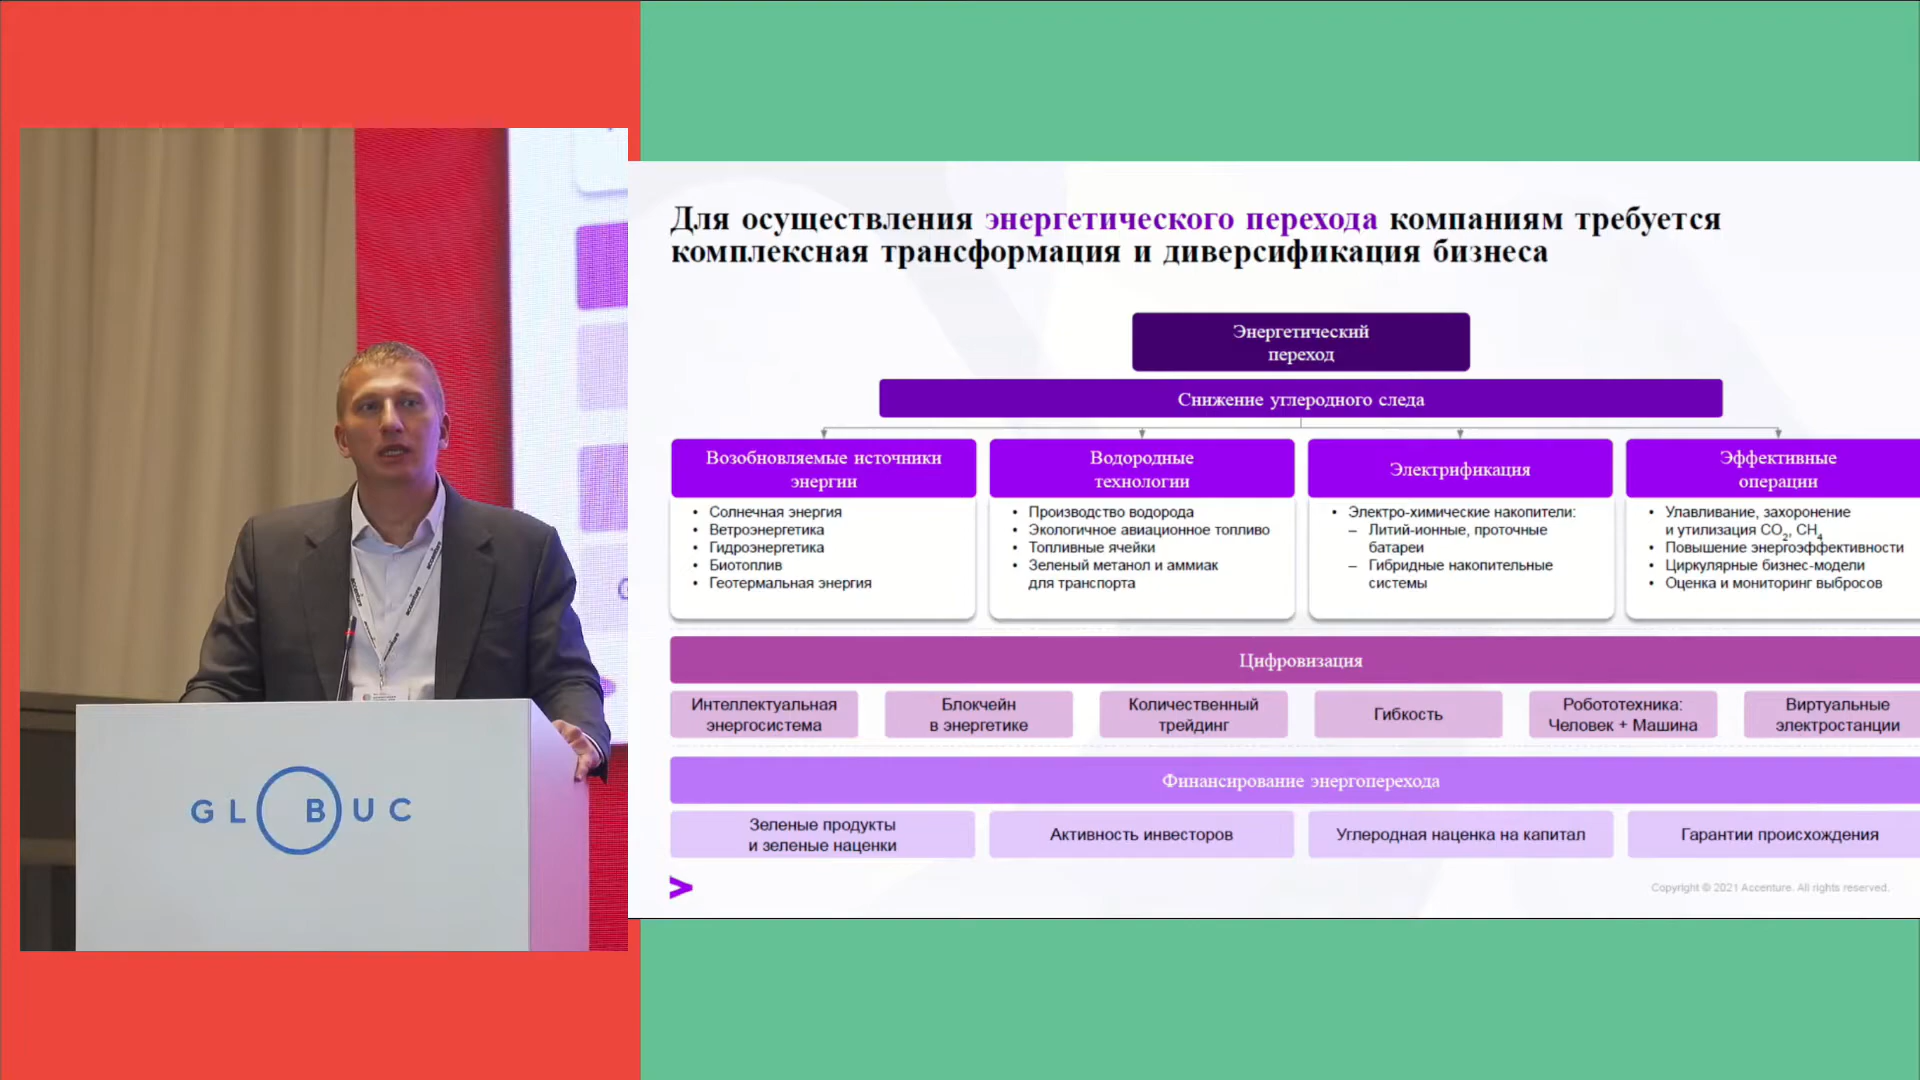 Для осуществления энергетического перехода компаниям требуется
комплексная трансформация и диверсификация бизнеса
Энергетический
переход
Снижение углеродного следа
Возобновляемые источники
энергии
• Солнечная энергия
• Ветроэнергетика
• Гидроэнергетика
• Биотоплив
• Геотермальная энергия
Водородные
технологии
• Производство водорода
• Экологичное авиационное топливо
• Топливные ячейки
• Зеленый метанол и аммиак
для транспорта
Электрификация
• Электро-химические накопители:
– Литий-ионные, проточные
батареи
– Гибридные накопительные
системы
Эффективные
операции
• Улавливание, захоронение
и утилизация CO2, CH4
• Повышение энергоэффективности
• Циркулярные бизнес-модели
• Оценка и мониторинг выбросов
Цифровизация
Интеллектуальная
энергосистема
Блокчейн
в энергетике
Количественный
трейдинг
Гибкость
Робототехника:
Человек + Машина
Виртуальные
электростанции
Финансирование энергоперехода
Зеленые продукты
и зеленые наценки
Активность инвесторов
Углеродная наценка на капитал
Гарантии происхождения
Copyright © 2021 Accenture. All rights reserved.
accenture
accenture
accenture
GLOBUC